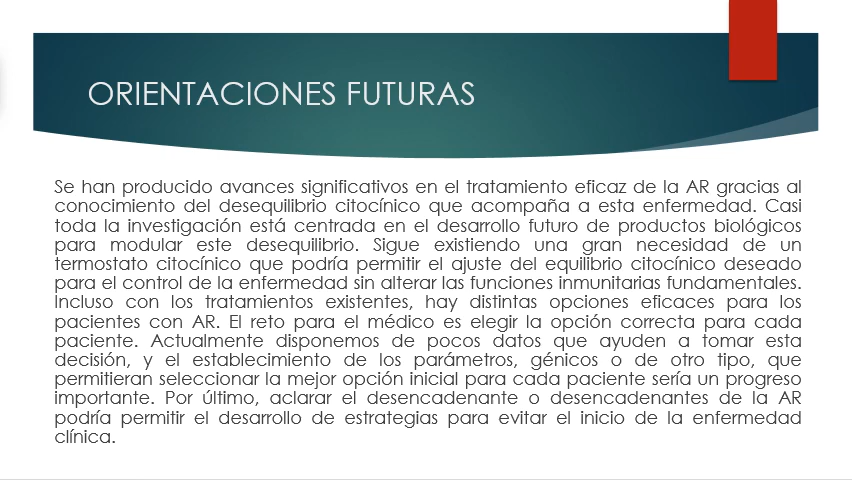 ORIENTACIONES FUTURAS
Se han producido avances significativos en el tratamiento eficaz de la AR gracias al
conocimiento del desequilibrio citocínico que acompaña a esta enfermedad. Casi
toda la investigación está centrada en el desarrollo futuro de productos biológicos
para modular este desequilibrio. Sigue existiendo una gran necesidad de un
termostato citocínico que podría permitir el ajuste del equilibrio citocínico deseado
para el control de la enfermedad sin alterar las funciones inmunitarias fundamentales.
Incluso con los tratamientos existentes, hay distintas opciones eficaces para los
pacientes con AR. El reto para el médico es elegir la opción correcta para cada
paciente. Actualmente disponemos de pocos datos que ayuden a tomar esta
decisión, y el establecimiento de los parámetros, génicos o de otro tipo, que
permitieran seleccionar la mejor opción inicial para cada paciente sería un progreso
importante. Por último, aclarar el desencadenante o desencadenantes de la AR
podría permitir el desarrollo de estrategias para evitar el inicio de la enfermedad
clínica.